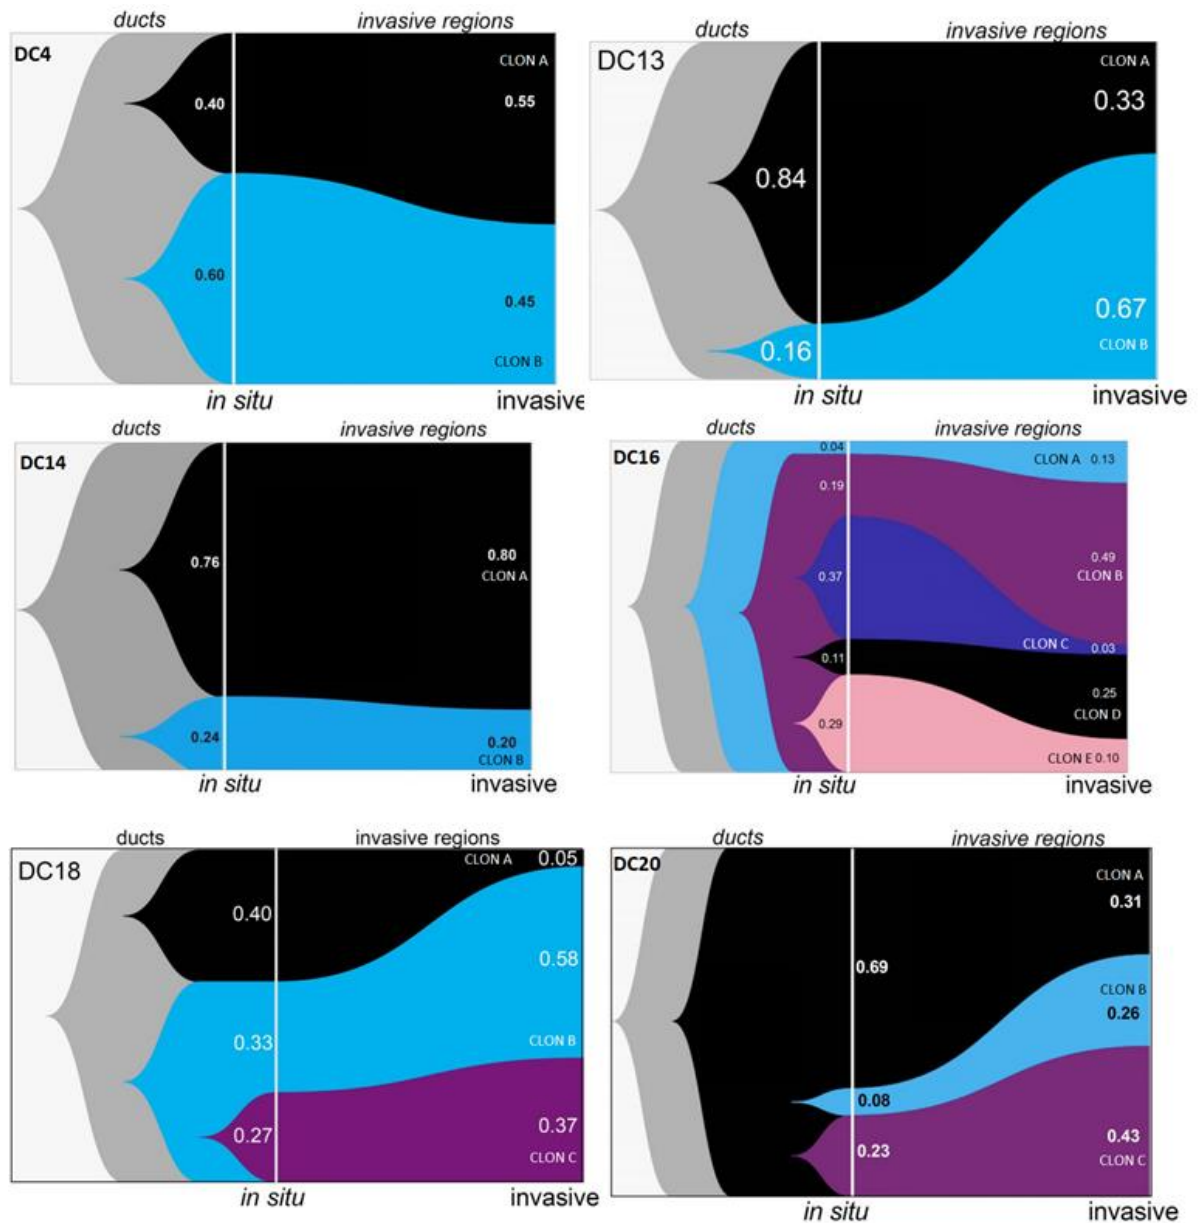 ducts
invasive regions
DC4
CLON A
0.40
0.55
0.60
0.45
CLON B
in situ
invasive
ducts
invasive regions
DC13
CLON A
0.33
0.84
0.67
0.16
CLON B
in situ
invasive
ducts
invasive regions
DC14
0.76
0.80
CLON A
0.24
0.20
CLON B
in situ
invasive
ducts
invasive regions
DC16
0.04
CLON A 0.13
0.19
0.49
0.37
CLON B
CLON C 0.03
0.11
0.25
CLON D
0.29
CLON E 0.10
in situ
invasive
ducts
invasive regions
DC18
CLON A 0.05
0.40
0.58
0.33
CLON B
0.27
0.37
CLON C
in situ
invasive
ducts
invasive regions
DC20
CLON A
0.31
0.69
CLON B
0.26
0.08
0.43
0.23
CLON C
in situ
invasive